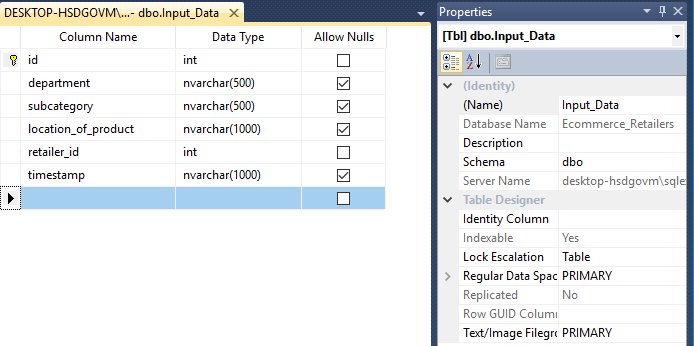 DESKTOP-HSDGOVM\...- dbo.Input_Data
Column Name Data Type Allow Nulls
id int
department nvarchar(500)
subcategory nvarchar(500)
location_of_product nvarchar(1000)
retailer_id int
timestamp nvarchar(1000)
Properties
[Tbl] dbo.Input_Data
(Identity)
(Name) Input_Data
Database Name Ecommerce_Retailers
Description
Schema dbo
Server Name desktop-hsdgovm\sqle
Table Designer
Identity Column
Indexable Yes
Lock Escalation Table
Regular Data Spac PRIMARY
Replicated No
Row GUID Colum
Text/Image Filegro PRIMARY